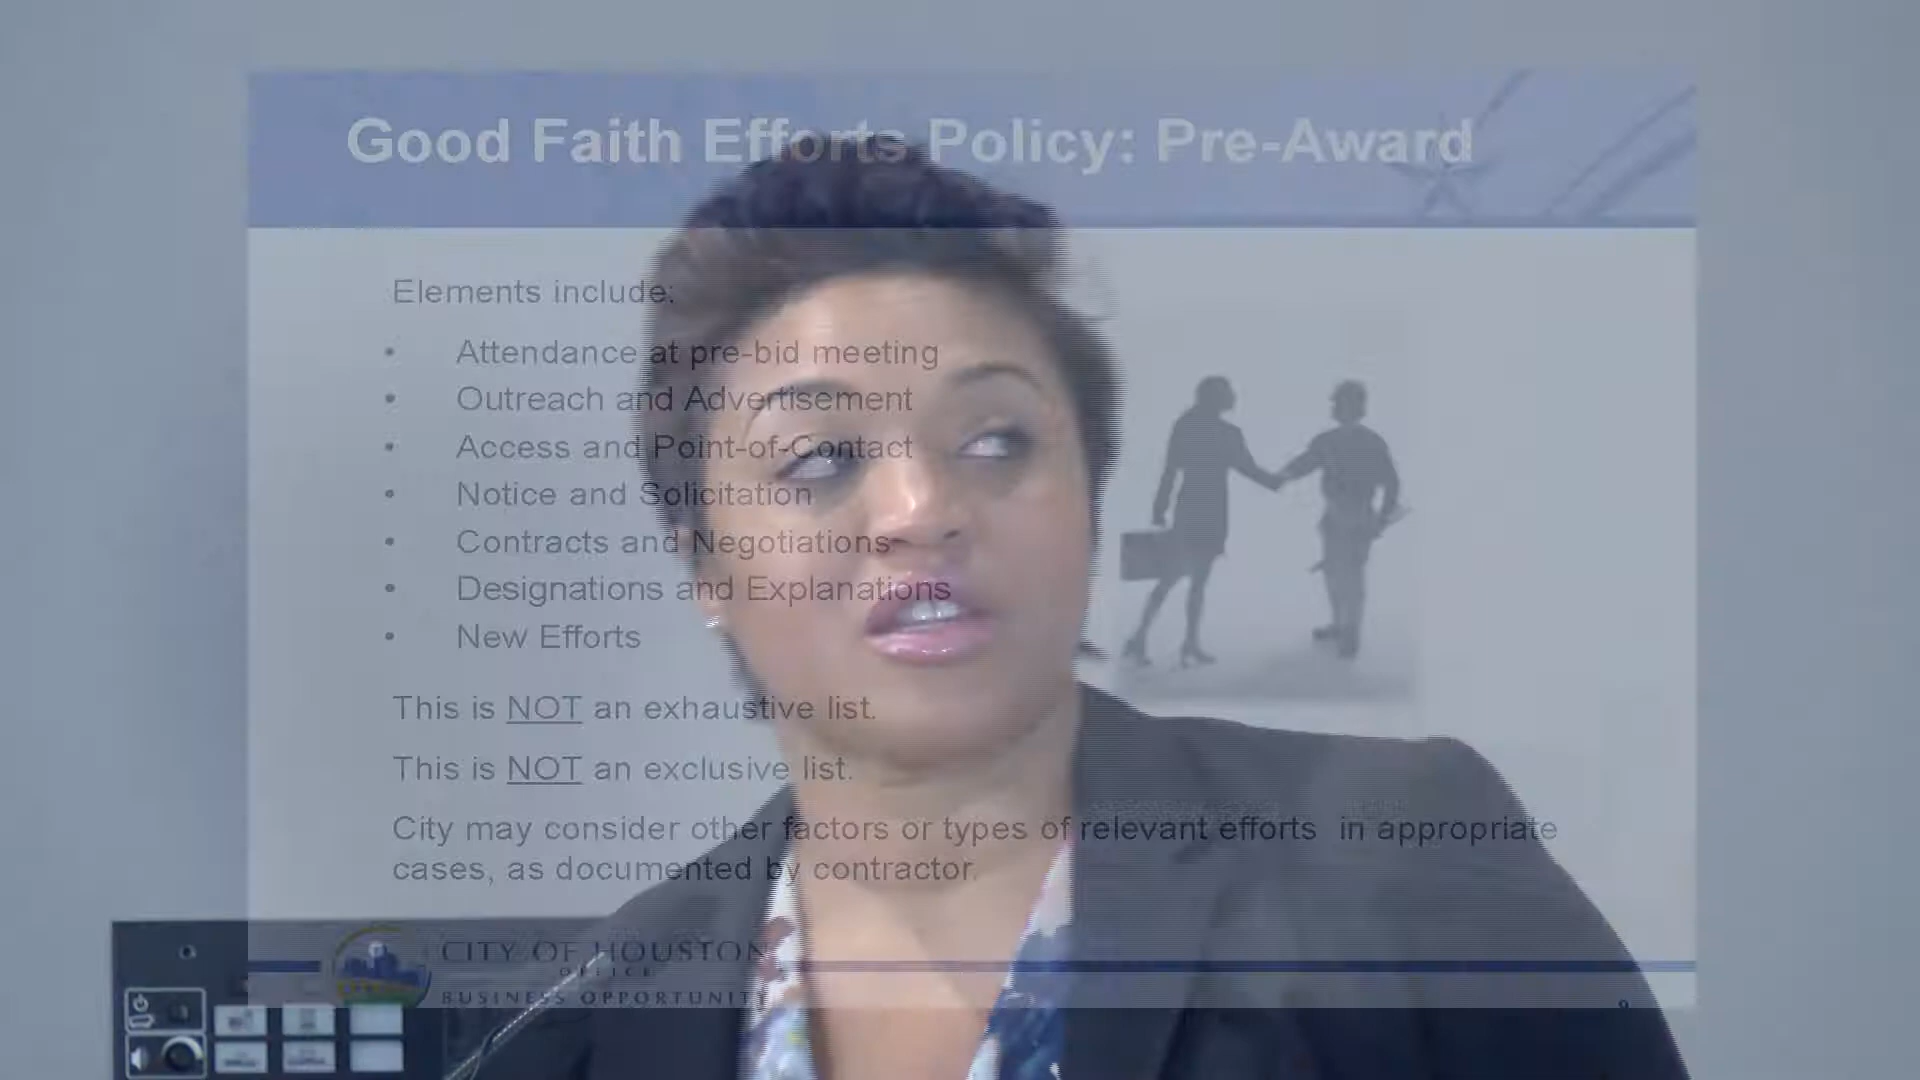 Good Faith Efforts Policy: Pre-Award
Elements include:
• Attendance at pre-bid meeting
• Outreach and Advertisement
• Access and Point-of-Contact
• Notice and Solicitation
• Contracts and Negotiations
• Designations and Explanations
• New Efforts
This is NOT an exhaustive list.
This is NOT an exclusive list.
City may consider other factors or types of relevant efforts in appropriate
cases, as documented by contractor.
CITY OF HOUSTON
OFFICE
BUSINESS OPPORTUNITY
9